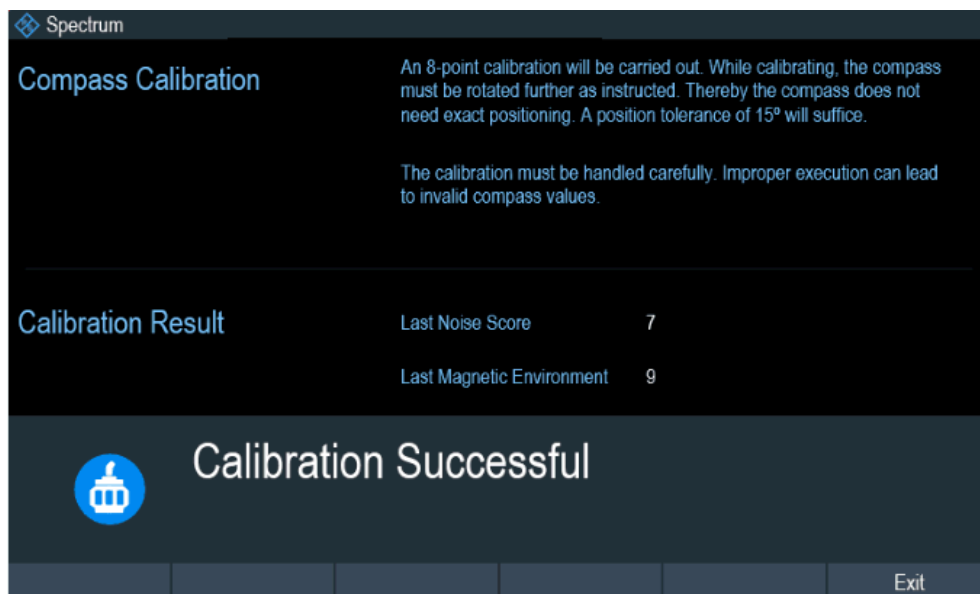 Spectrum
Compass Calibration
An 8-point calibration will be carried out. While calibrating, the compass
must be rotated further as instructed. Thereby the compass does not
need exact positioning. A position tolerance of 15º will suffice.
The calibration must be handled carefully. Improper execution can lead
to invalid compass values.
Calibration Result
Last Noise Score 7
Last Magnetic Environment 9
Calibration Successful
Exit